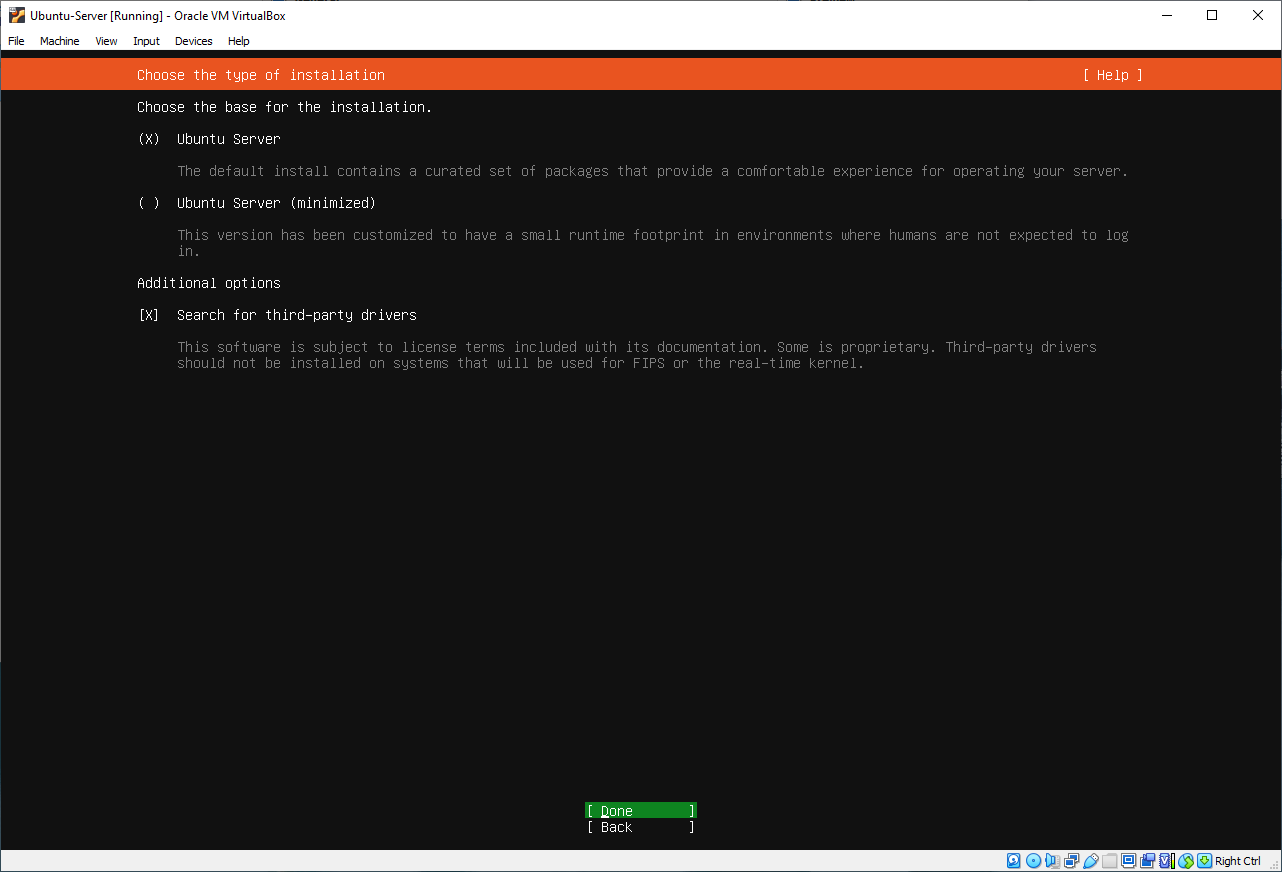 Ubuntu-Server [Running] - Oracle VM VirtualBox
File Machine View Input Devices Help
Choose the type of installation [ Help ]
Choose the base for the installation.
(X) Ubuntu Server
The default install contains a curated set of packages that provide a comfortable experience for operating your server.
( ) Ubuntu Server (minimized)
This version has been customized to have a small runtime footprint in environments where humans are not expected to log
in.
Additional options
[X] Search for third-party drivers
This software is subject to license terms included with its documentation. Some is proprietary. Third-party drivers
should not be installed on systems that will be used for FIPS or the real-time kernel.
[ Done ]
[ Back ]
Right Ctrl